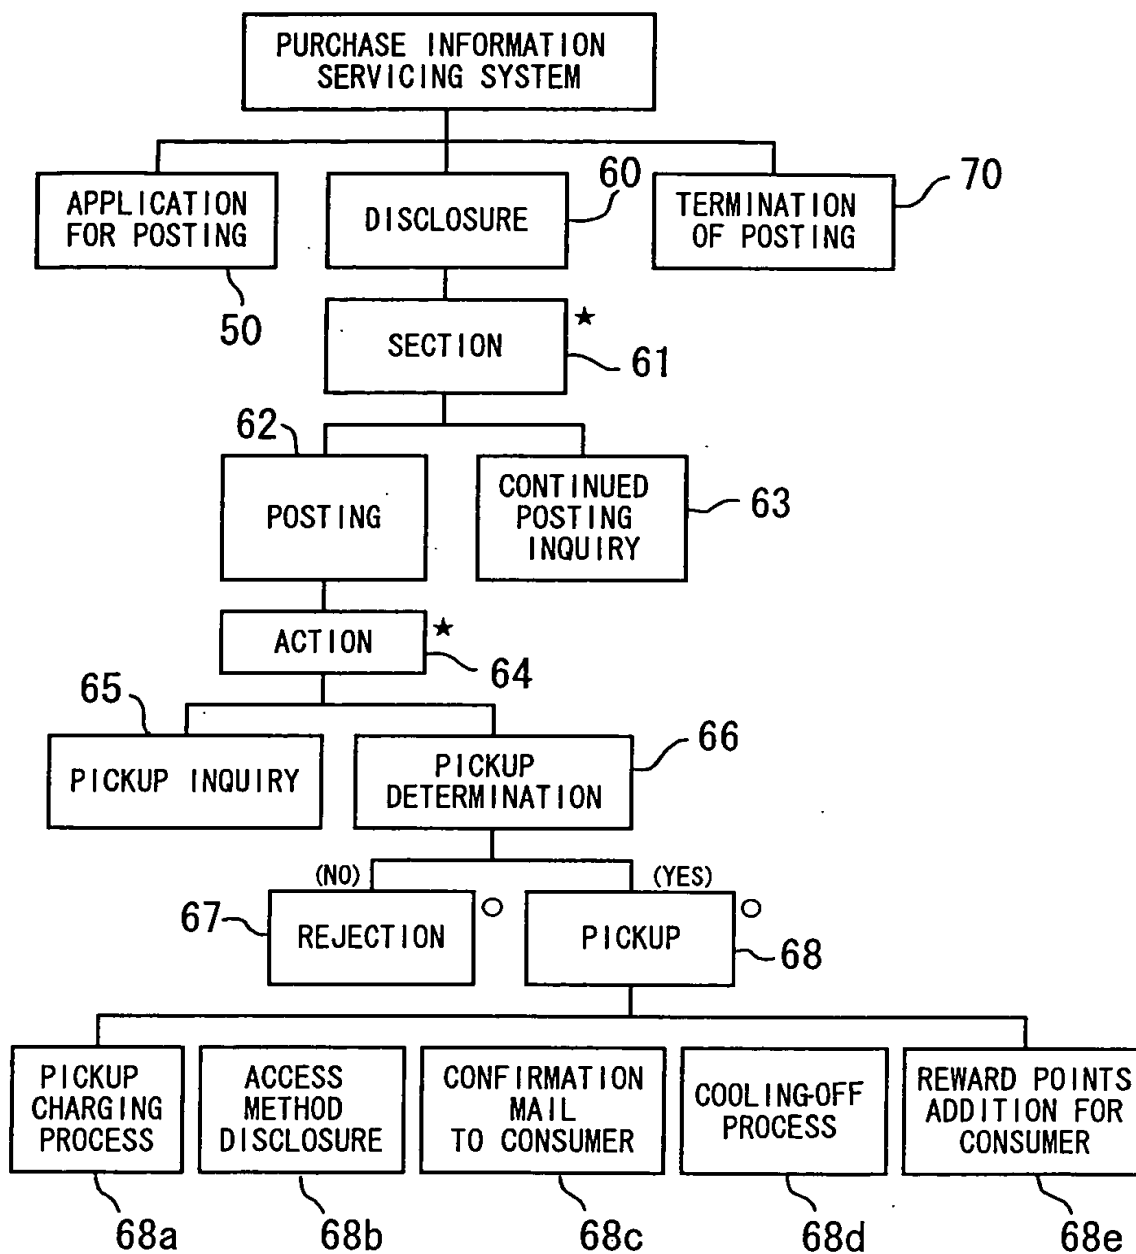 PURCHASE INFORMATION
SERVICING SYSTEM
APPLICATION
FOR POSTING
50
DISCLOSURE
60
TERMINATION
OF POSTING
70
SECTION
★
61
62
POSTING
CONTINUED
POSTING
INQUIRY
63
ACTION
★
64
65
PICKUP INQUIRY
PICKUP
DETERMINATION
66
(NO)
(YES)
67
REJECTION
PICKUP
68
PICKUP
CHARGING
PROCESS
ACCESS
METHOD
DISCLOSURE
CONFIRMATION
MAIL
TO CONSUMER
COOLING-OFF
PROCESS
REWARD POINTS
ADDITION FOR
CONSUMER
68a
68b
68c
68d
68e